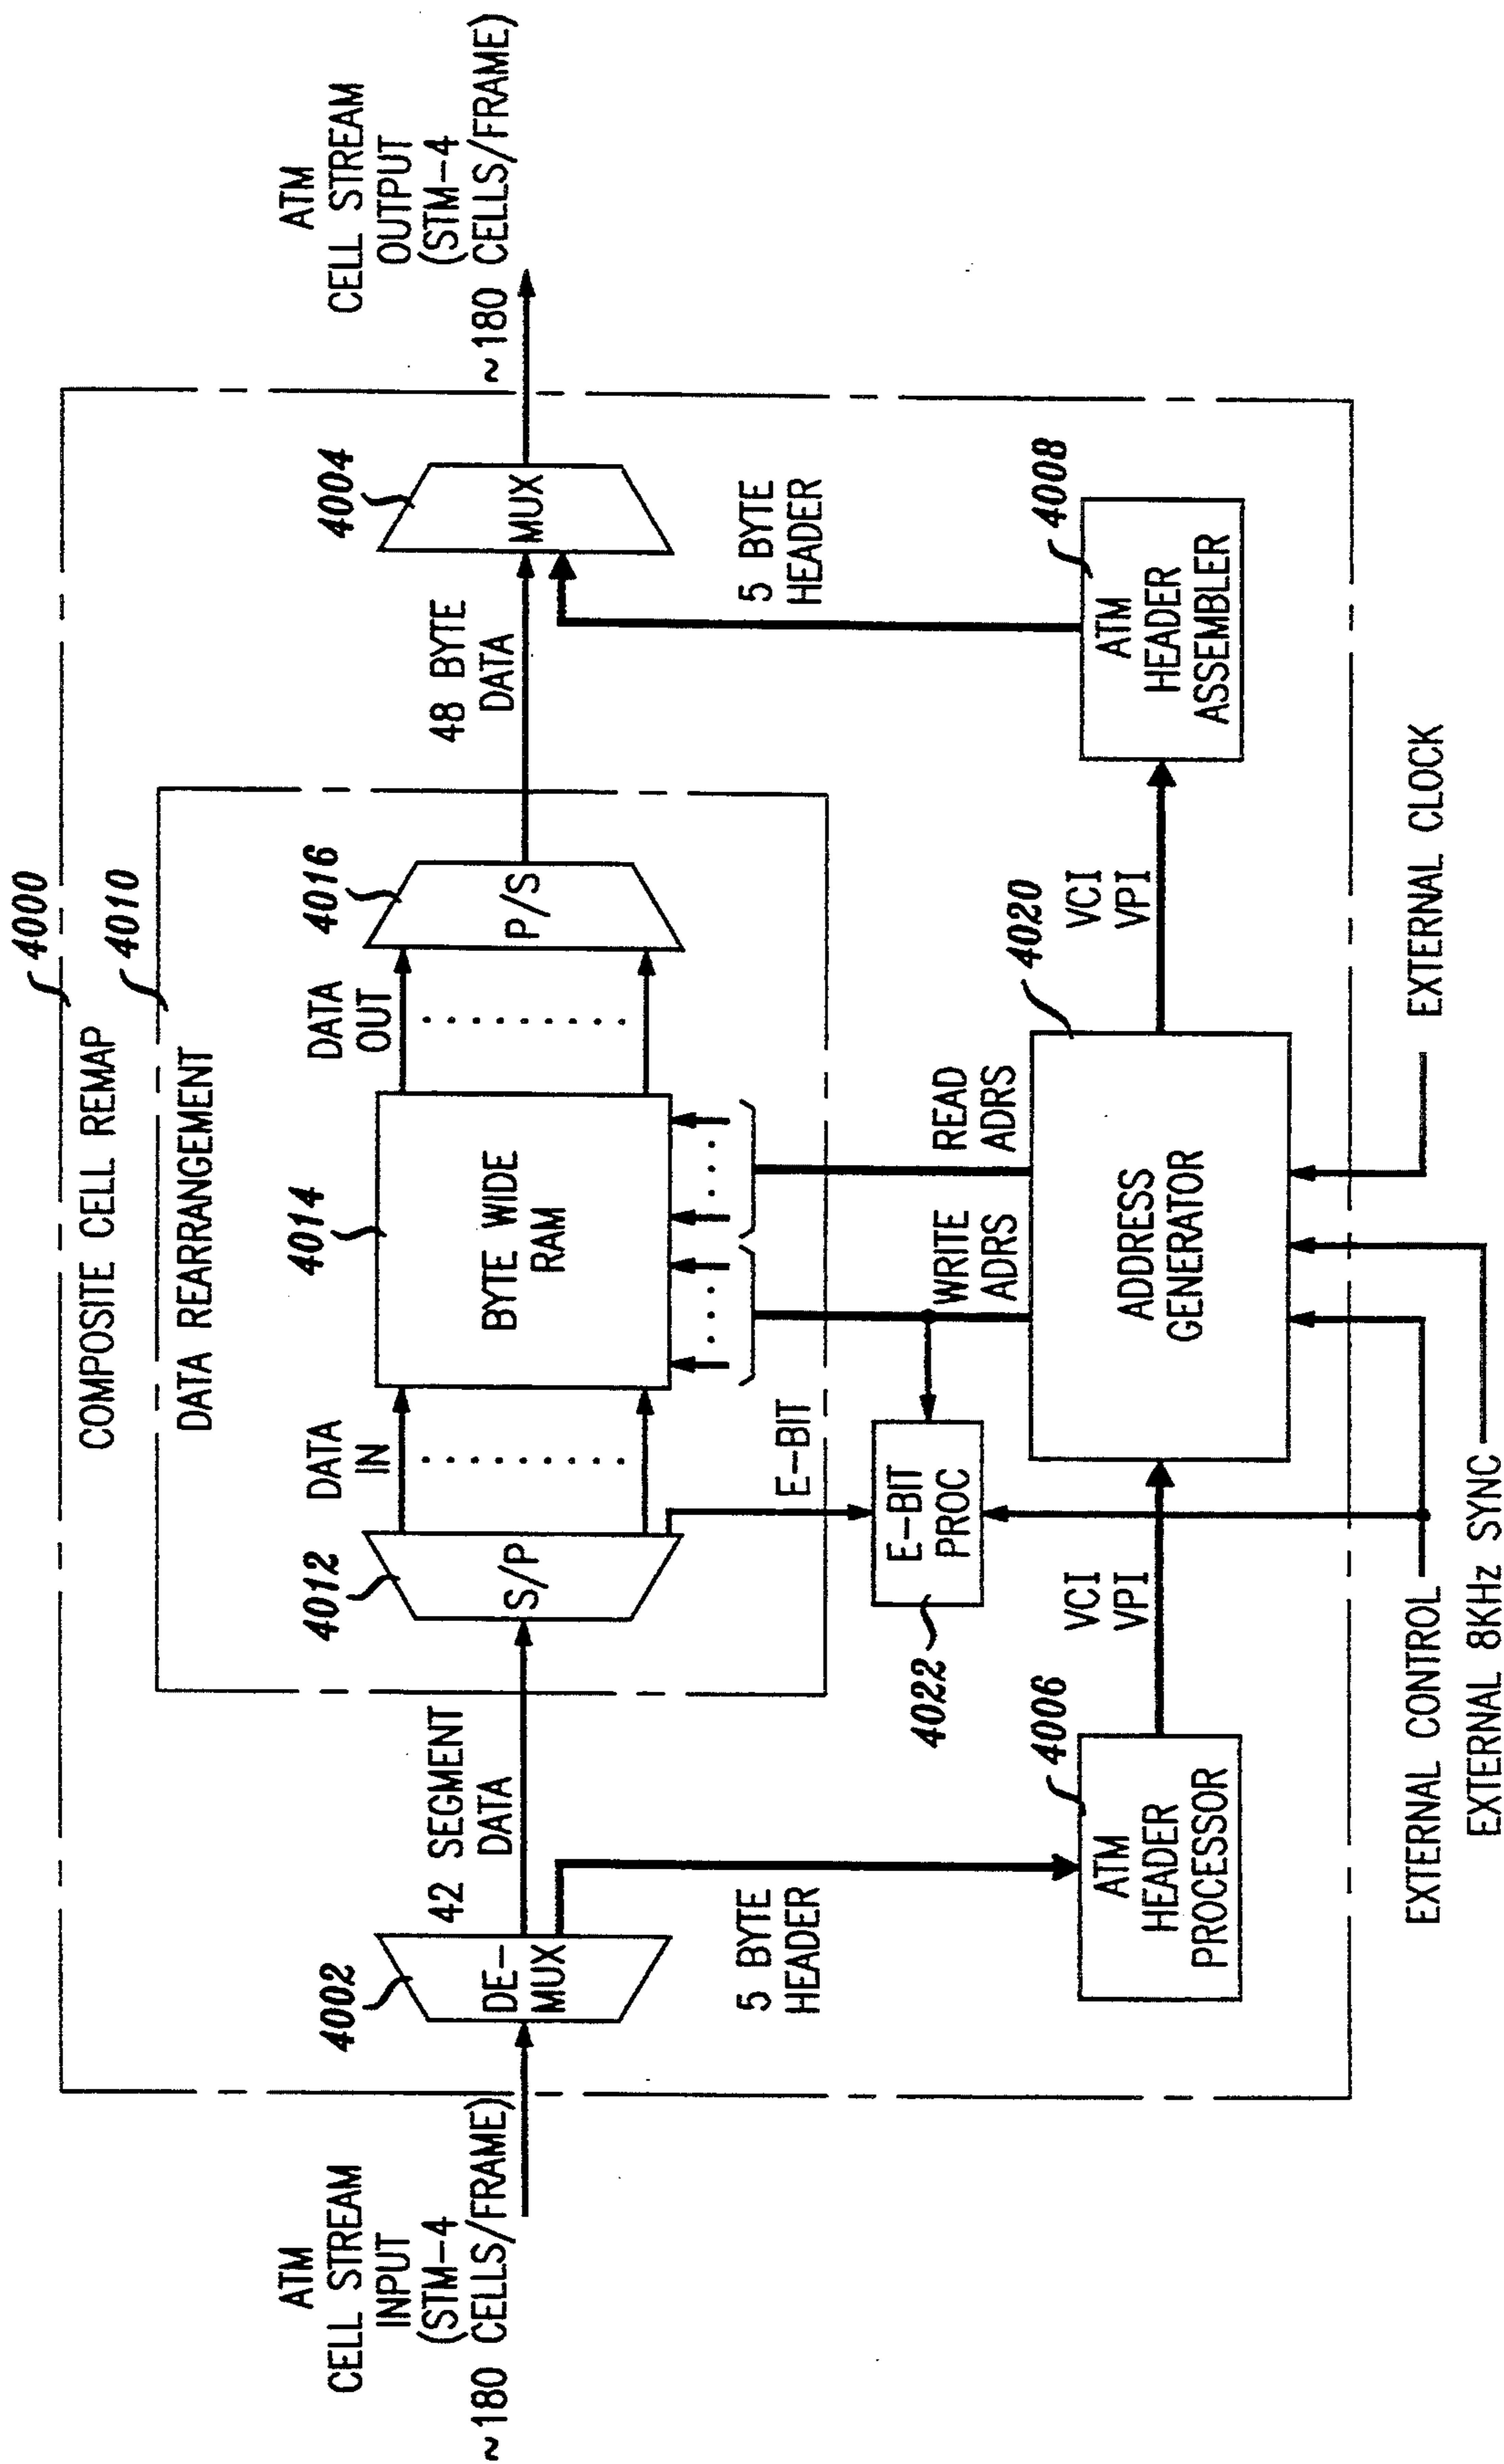 4000
COMPOSITE CELL REMAP
4010
DATA REARRANGEMENT
ATM
CELL STREAM
INPUT
(STM-4
~180 CELLS/FRAME)
4002
DE-
MUX
42 SEGMENT
DATA
4012
S/P
DATA
IN
4014
BYTE WIDE
RAM
DATA
OUT
4016
P/S
48 BYTE
DATA
4004
MUX
ATM
CELL STREAM
OUTPUT
(STM-4
~180 CELLS/FRAME)
5 BYTE
HEADER
E-BIT
E-BIT
PROC
4022
WRITE
ADRS
READ
ADRS
5 BYTE
HEADER
4006
ATM
HEADER
PROCESSOR
VCI
VPI
4020
ADDRESS
GENERATOR
VCI
VPI
4008
ATM
HEADER
ASSEMBLER
EXTERNAL CONTROL
EXTERNAL 8KHz SYNC
EXTERNAL CLOCK